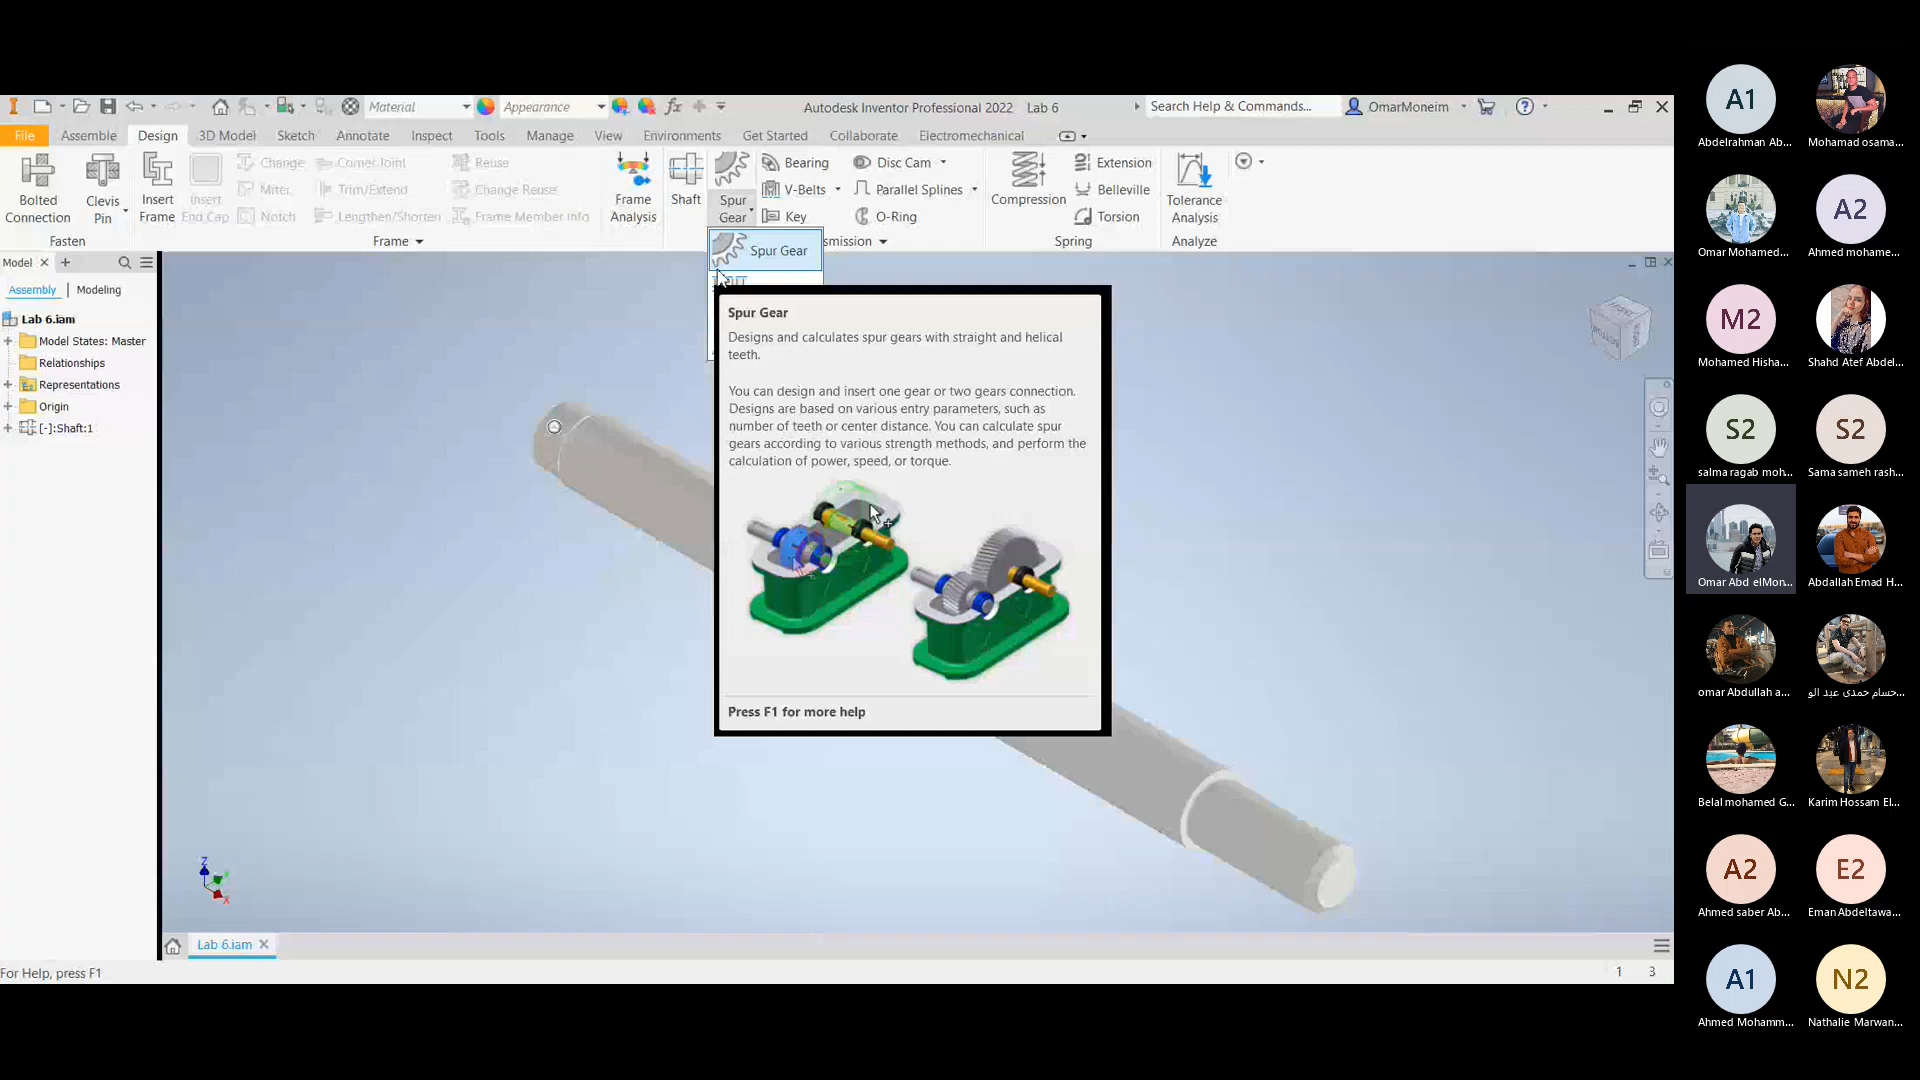 Material
Appearance
Autodesk Inventor Professional 2022 Lab 6
Search Help & Commands...
OmarMoneim
File
Assemble
Design
3D Model
Sketch
Annotate
Inspect
Tools
Manage
View
Environments
Get Started
Collaborate
Electromechanical
Bolted
Connection
Clevis
Pin
Fasten
Insert
Frame
Insert
End Cap
Change
Miter
Notch
Corner Joint
Trim/Extend
Lengthen/Shorten
Reuse
Change Reuse
Frame Member Info
Frame
Frame
Analysis
Shaft
Spur
Gear
Bearing
V-Belts
Key
Disc Cam
Parallel Splines
O-Ring
smission
Compression
Extension
Belleville
Torsion
Spring
Tolerance
Analysis
Analyze
Spur Gear
Model
Assembly
Modeling
Lab 6.iam
Model States: Master
Relationships
Representations
Origin
[-]:Shaft:1
Spur Gear
Designs and calculates spur gears with straight and helical
teeth.
You can design and insert one gear or two gears connection.
Designs are based on various entry parameters, such as
number of teeth or center distance. You can calculate spur
gears according to various strength methods, and perform the
calculation of power, speed, or torque.
Press F1 for more help
Z
X
Lab 6.iam
For Help, press F1
1 3
A1
Abdelrahman Ab...
Mohamad osama...
Omar Mohamed...
A2
Ahmed mohame...
M2
Mohamed Hisha...
Shahd Atef Abdel...
S2
salma ragab moh...
S2
Sama sameh rash...
Omar Abd elMon...
Abdallah Emad H...
omar Abdullah a...
حسام حمدى عبد الو...
Belal mohamed G...
Karim Hossam El...
A2
Ahmed saber Ab...
E2
Eman Abdeltawa...
A1
Ahmed Mohamm...
N2
Nathalie Marwan...